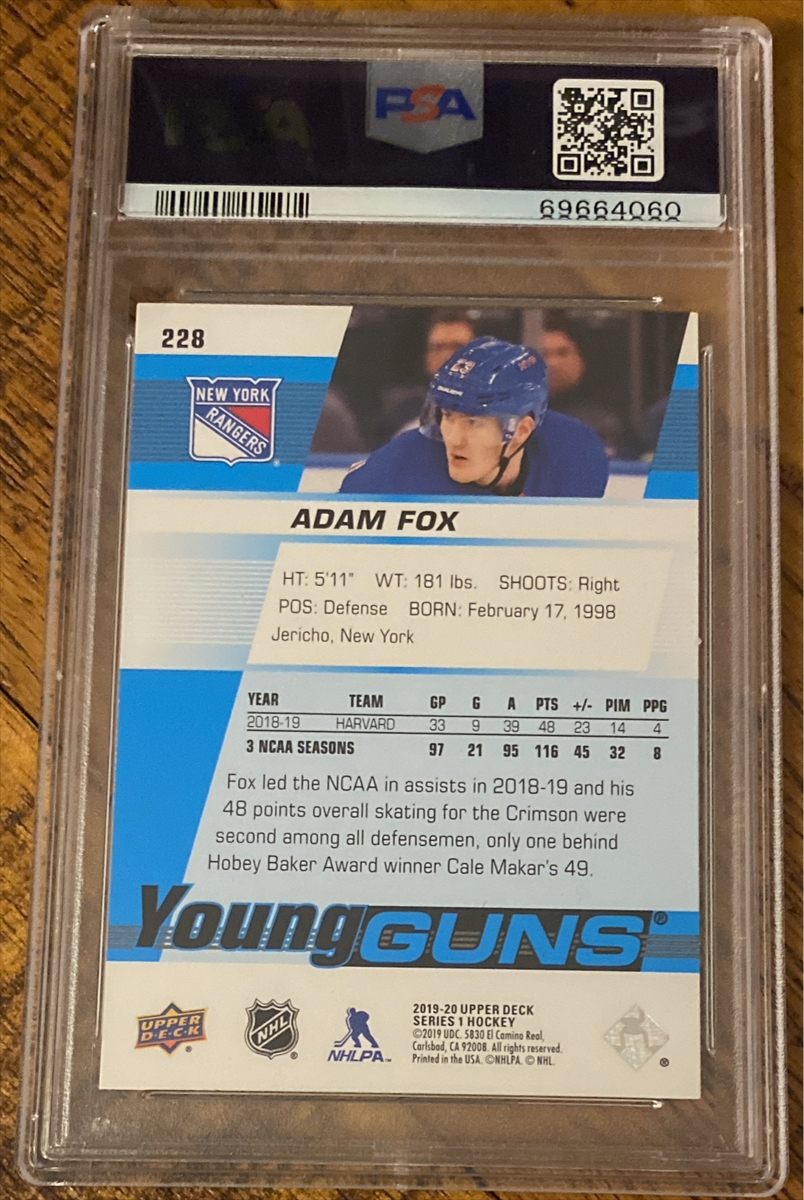 PSA
69664060
228
NEW YORK
RANGERS
23
ADAM FOX
HT: 5'11" WT: 181 lbs. SHOOTS: Right
POS: Defense BORN: February 17, 1998
Jericho, New York
YEAR TEAM GP G A PTS +/- PIM PPG
2018-19 HARVARD 33 9 39 48 23 14 4
3 NCAA SEASONS 97 21 95 116 45 32 8
Fox led the NCAA in assists in 2018-19 and his
48 points overall skating for the Crimson were
second among all defensemen, only one behind
Hobey Baker Award winner Cale Makar's 49.
Young GUNS®
UPPER
D·E·C·K ®
NHL ®
NHLPA™
2019-20 UPPER DECK
SERIES 1 HOCKEY
©2019 UDC. 5830 El Camino Real,
Carlsbad, CA 92008. All rights reserved.
Printed in the USA. ©NHLPA. © NHL.
®